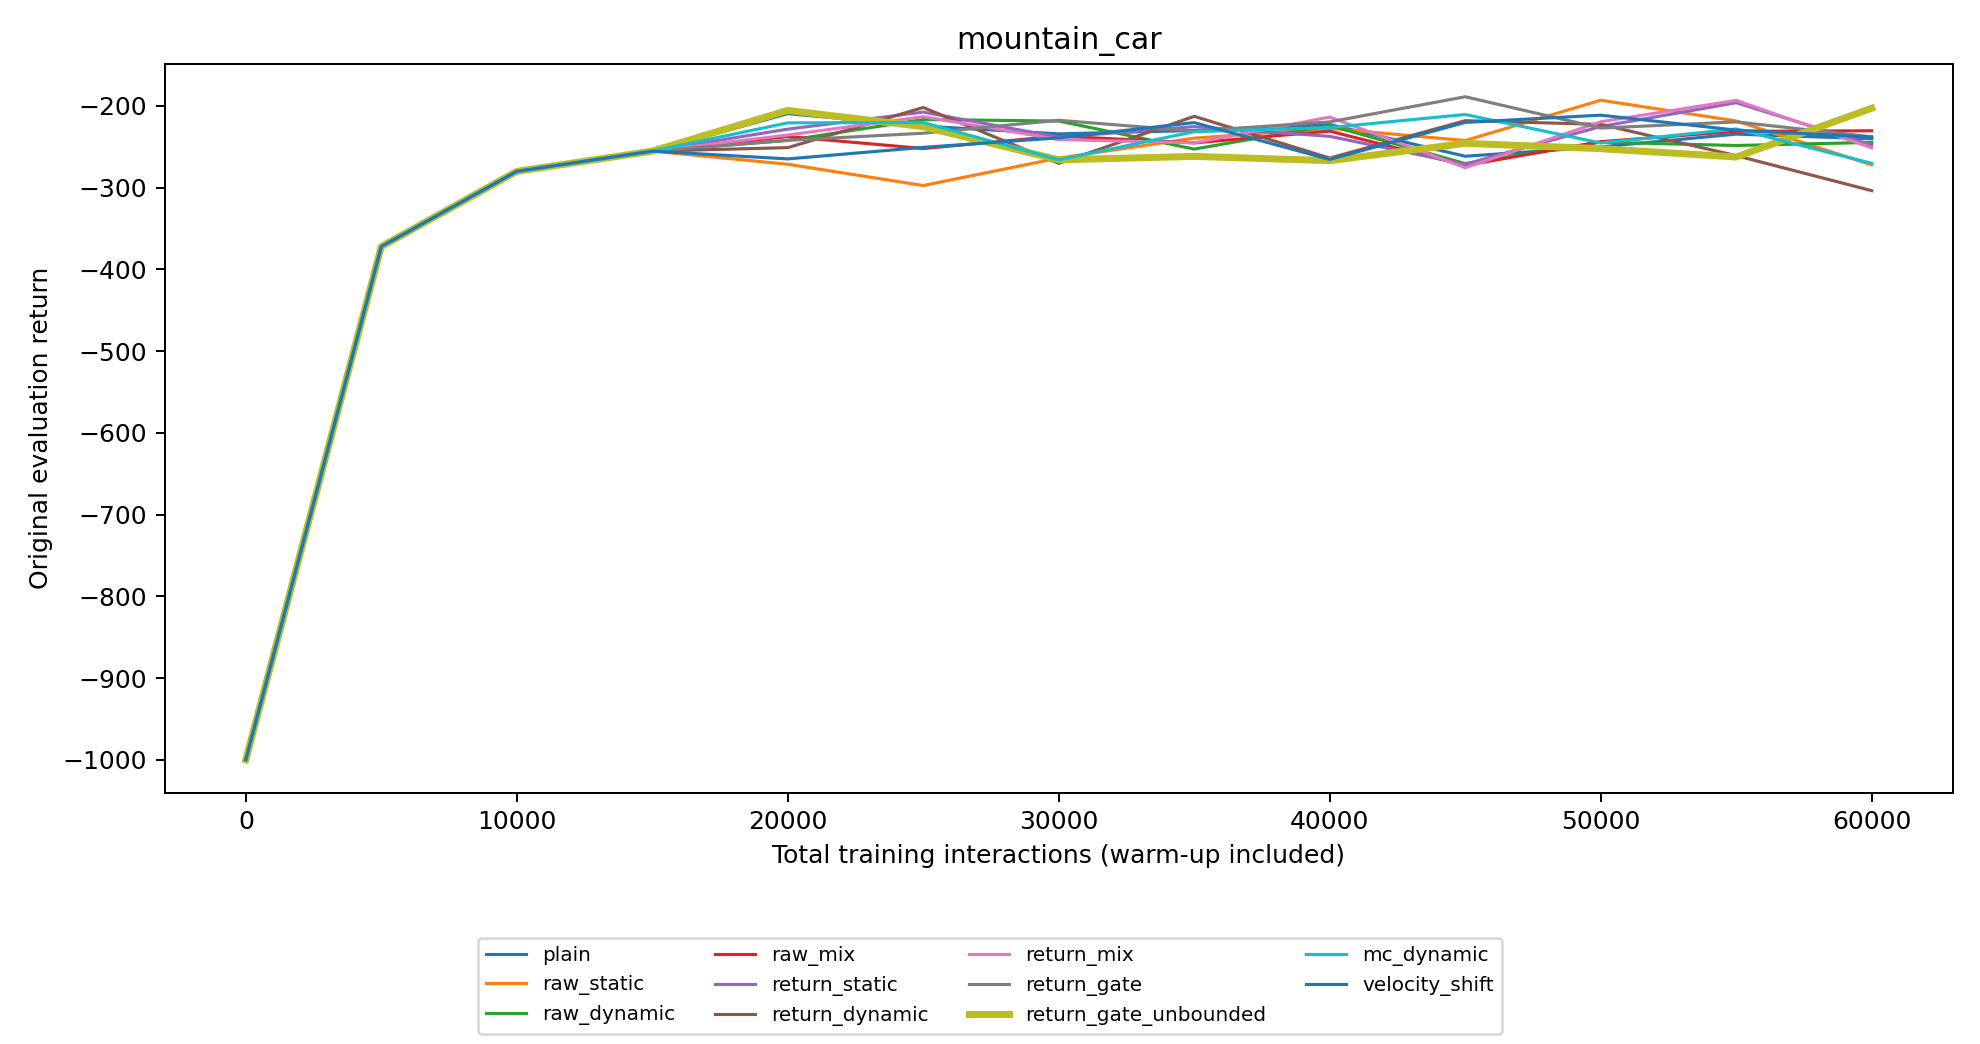 mountain_car
Original evaluation return
−200
−300
−400
−500
−600
−700
−800
−900
−1000
0
10000
20000
30000
40000
50000
60000
Total training interactions (warm-up included)
plain
raw_static
raw_dynamic
raw_mix
return_static
return_dynamic
return_mix
return_gate
return_gate_unbounded
mc_dynamic
velocity_shift